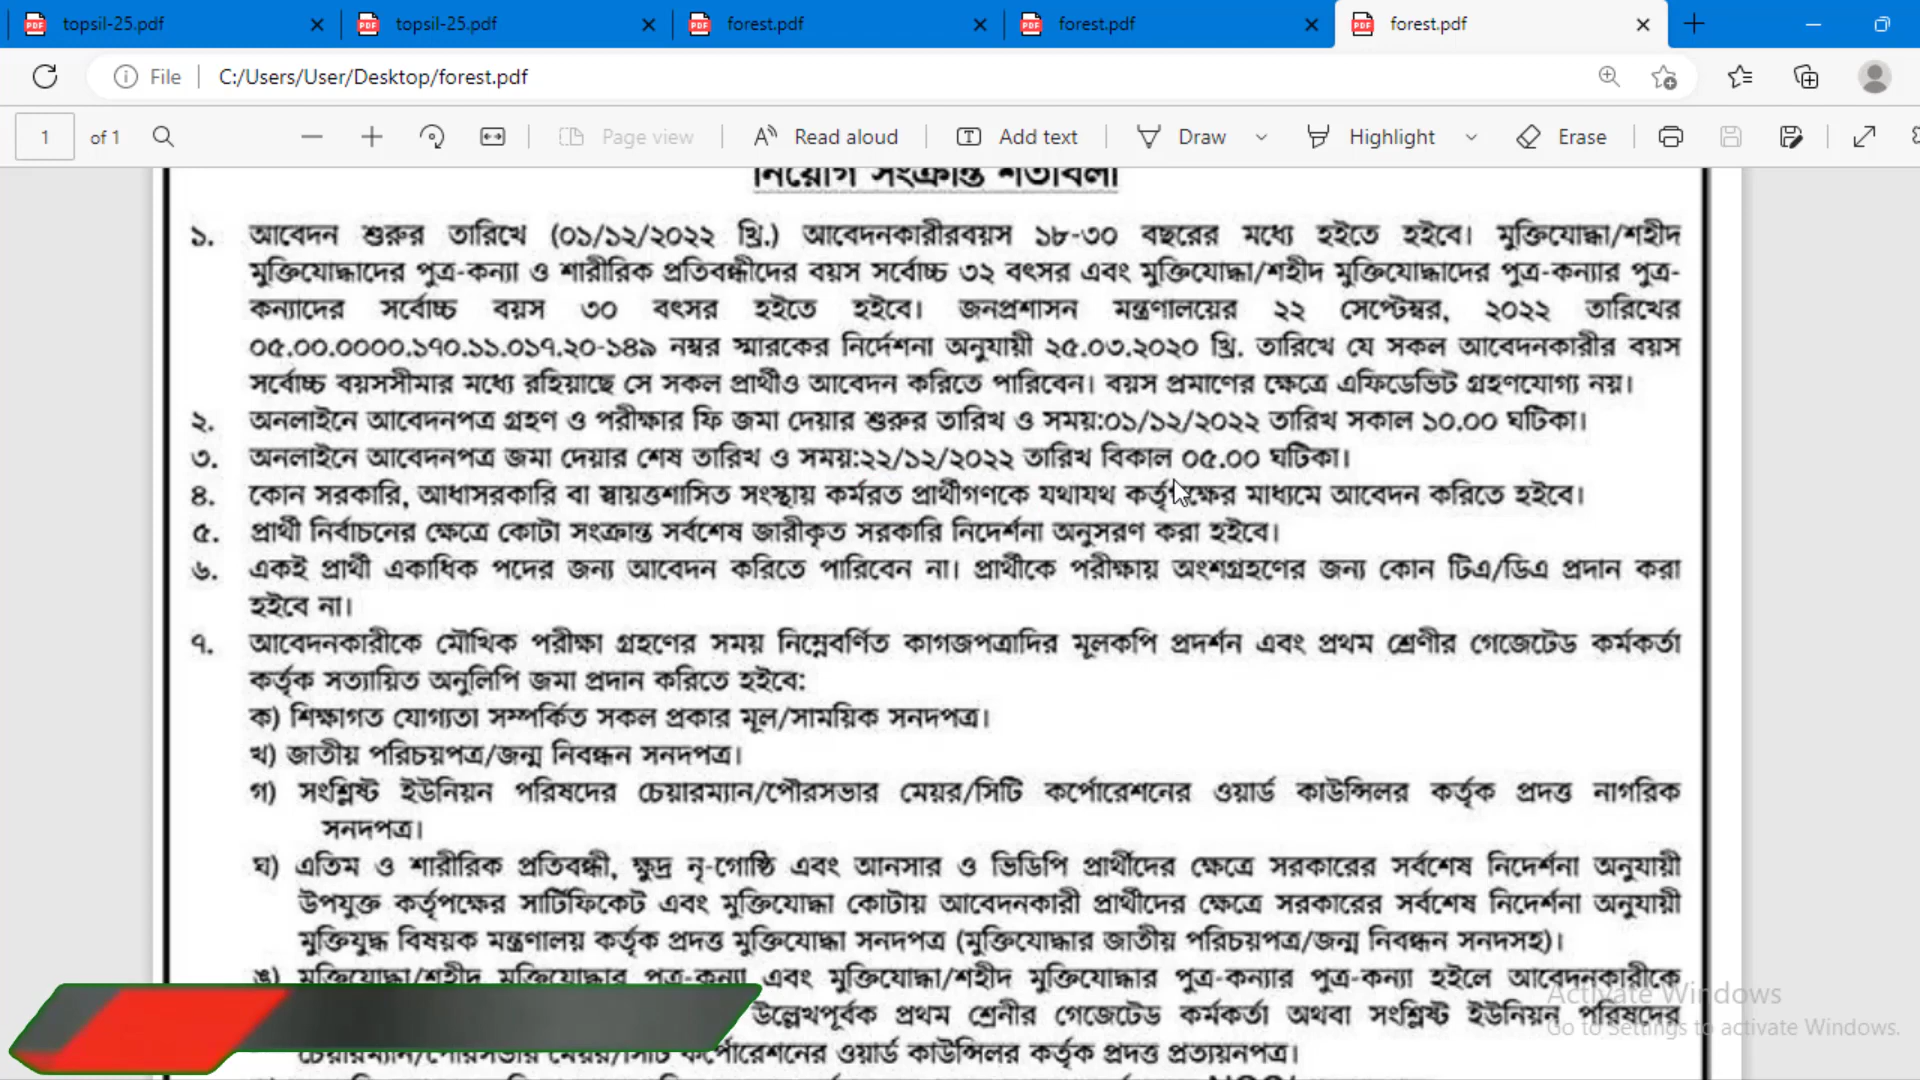 topsil-25.pdf
topsil-25.pdf
forest.pdf
forest.pdf
forest.pdf
File
C:/Users/User/Desktop/forest.pdf
1 of 1
Page view
Read aloud
Add text
Draw
Highlight
Erase
নিয়োগ সংক্রান্ত শর্তাবলী
১. আবেদন শুরুর তারিখে (০১/১২/২০২২ খ্রি.) আবেদনকারীরবয়স ১৮-৩০ বছরের মধ্যে হইতে হইবে। মুক্তিযোদ্ধা/শহীদ
মুক্তিযোদ্ধাদের পুত্র-কন্যা ও শারীরিক প্রতিবন্ধীদের বয়স সর্বোচ্চ ৩২ বৎসর এবং মুক্তিযোদ্ধা/শহীদ মুক্তিযোদ্ধাদের পুত্র-কন্যার পুত্র-
কন্যাদের সর্বোচ্চ বয়স ৩০ বৎসর হইতে হইবে। জনপ্রশাসন মন্ত্রণালয়ের ২২ সেপ্টেম্বর, ২০২২ তারিখের
০৫.০০.০০০০.১৭০.১১.০১৭.২০-১৪৯ নম্বর স্মারকের নির্দেশনা অনুযায়ী ২৫.০৩.২০২০ খ্রি. তারিখে যে সকল আবেদনকারীর বয়স
সর্বোচ্চ বয়সসীমার মধ্যে রহিয়াছে সে সকল প্রার্থীও আবেদন করিতে পারিবেন। বয়স প্রমাণের ক্ষেত্রে এফিডেভিট গ্রহণযোগ্য নয়।
২. অনলাইনে আবেদনপত্র গ্রহণ ও পরীক্ষার ফি জমা দেয়ার শুরুর তারিখ ও সময়:০১/১২/২০২২ তারিখ সকাল ১০.০০ ঘটিকা।
৩. অনলাইনে আবেদনপত্র জমা দেয়ার শেষ তারিখ ও সময়:২২/১২/২০২২ তারিখ বিকাল ০৫.০০ ঘটিকা।
৪. কোন সরকারি, আধাসরকারি বা স্বায়ত্তশাসিত সংস্থায় কর্মরত প্রার্থীগণকে যথাযথ কর্তৃপক্ষের মাধ্যমে আবেদন করিতে হইবে।
৫. প্রার্থী নির্বাচনের ক্ষেত্রে কোটা সংক্রান্ত সর্বশেষ জারীকৃত সরকারি নিদের্শনা অনুসরণ করা হইবে।
৬. একই প্রার্থী একাধিক পদের জন্য আবেদন করিতে পারিবেন না। প্রার্থীকে পরীক্ষায় অংশগ্রহণের জন্য কোন টিএ/ডিএ প্রদান করা
হইবে না।
৭. আবেদনকারীকে মৌখিক পরীক্ষা গ্রহণের সময় নিম্নেবর্ণিত কাগজপত্রাদির মূলকপি প্রদর্শন এবং প্রথম শ্রেণীর গেজেটেড কর্মকর্তা
কর্তৃক সত্যায়িত অনুলিপি জমা প্রদান করিতে হইবে:
ক) শিক্ষাগত যোগ্যতা সম্পর্কিত সকল প্রকার মূল/সাময়িক সনদপত্র।
খ) জাতীয় পরিচয়পত্র/জন্ম নিবন্ধন সনদপত্র।
গ) সংশ্লিষ্ট ইউনিয়ন পরিষদের চেয়ারম্যান/পৌরসভার মেয়র/সিটি কর্পোরেশনের ওয়ার্ড কাউন্সিলর কর্তৃক প্রদত্ত নাগরিক
সনদপত্র।
ঘ) এতিম ও শারীরিক প্রতিবন্ধী, ক্ষুদ্র নৃ-গোষ্ঠি এবং আনসার ও ভিডিপি প্রার্থীদের ক্ষেত্রে সরকারের সর্বশেষ নিদের্শনা অনুযায়ী
উপযুক্ত কর্তৃপক্ষের সার্টিফিকেট এবং মুক্তিযোদ্ধা কোটায় আবেদনকারী প্রার্থীদের ক্ষেত্রে সরকারের সর্বশেষ নিদের্শনা অনুযায়ী
মুক্তিযুদ্ধ বিষয়ক মন্ত্রণালয় কর্তৃক প্রদত্ত মুক্তিযোদ্ধা সনদপত্র (মুক্তিযোদ্ধার জাতীয় পরিচয়পত্র/জন্ম নিবন্ধন সনদসহ)।
ঙ) মুক্তিযোদ্ধা/শহীদ মুক্তিযোদ্ধার পুত্র-কন্যা এবং মুক্তিযোদ্ধা/শহীদ মুক্তিযোদ্ধার পুত্র-কন্যার পুত্র-কন্যা হইলে আবেদনকারীকে
উল্লেখপূর্বক প্রথম শ্রেনীর গেজেটেড কর্মকর্তা অথবা সংশ্লিষ্ট ইউনিয়ন পরিষদের
চেয়ারম্যান/পৌরসভার মেয়র/সিটি কর্পোরেশনের ওয়ার্ড কাউন্সিলর কর্তৃক প্রদত্ত প্রত্যয়নপত্র।
Activate Windows
Go to Settings to activate Windows.